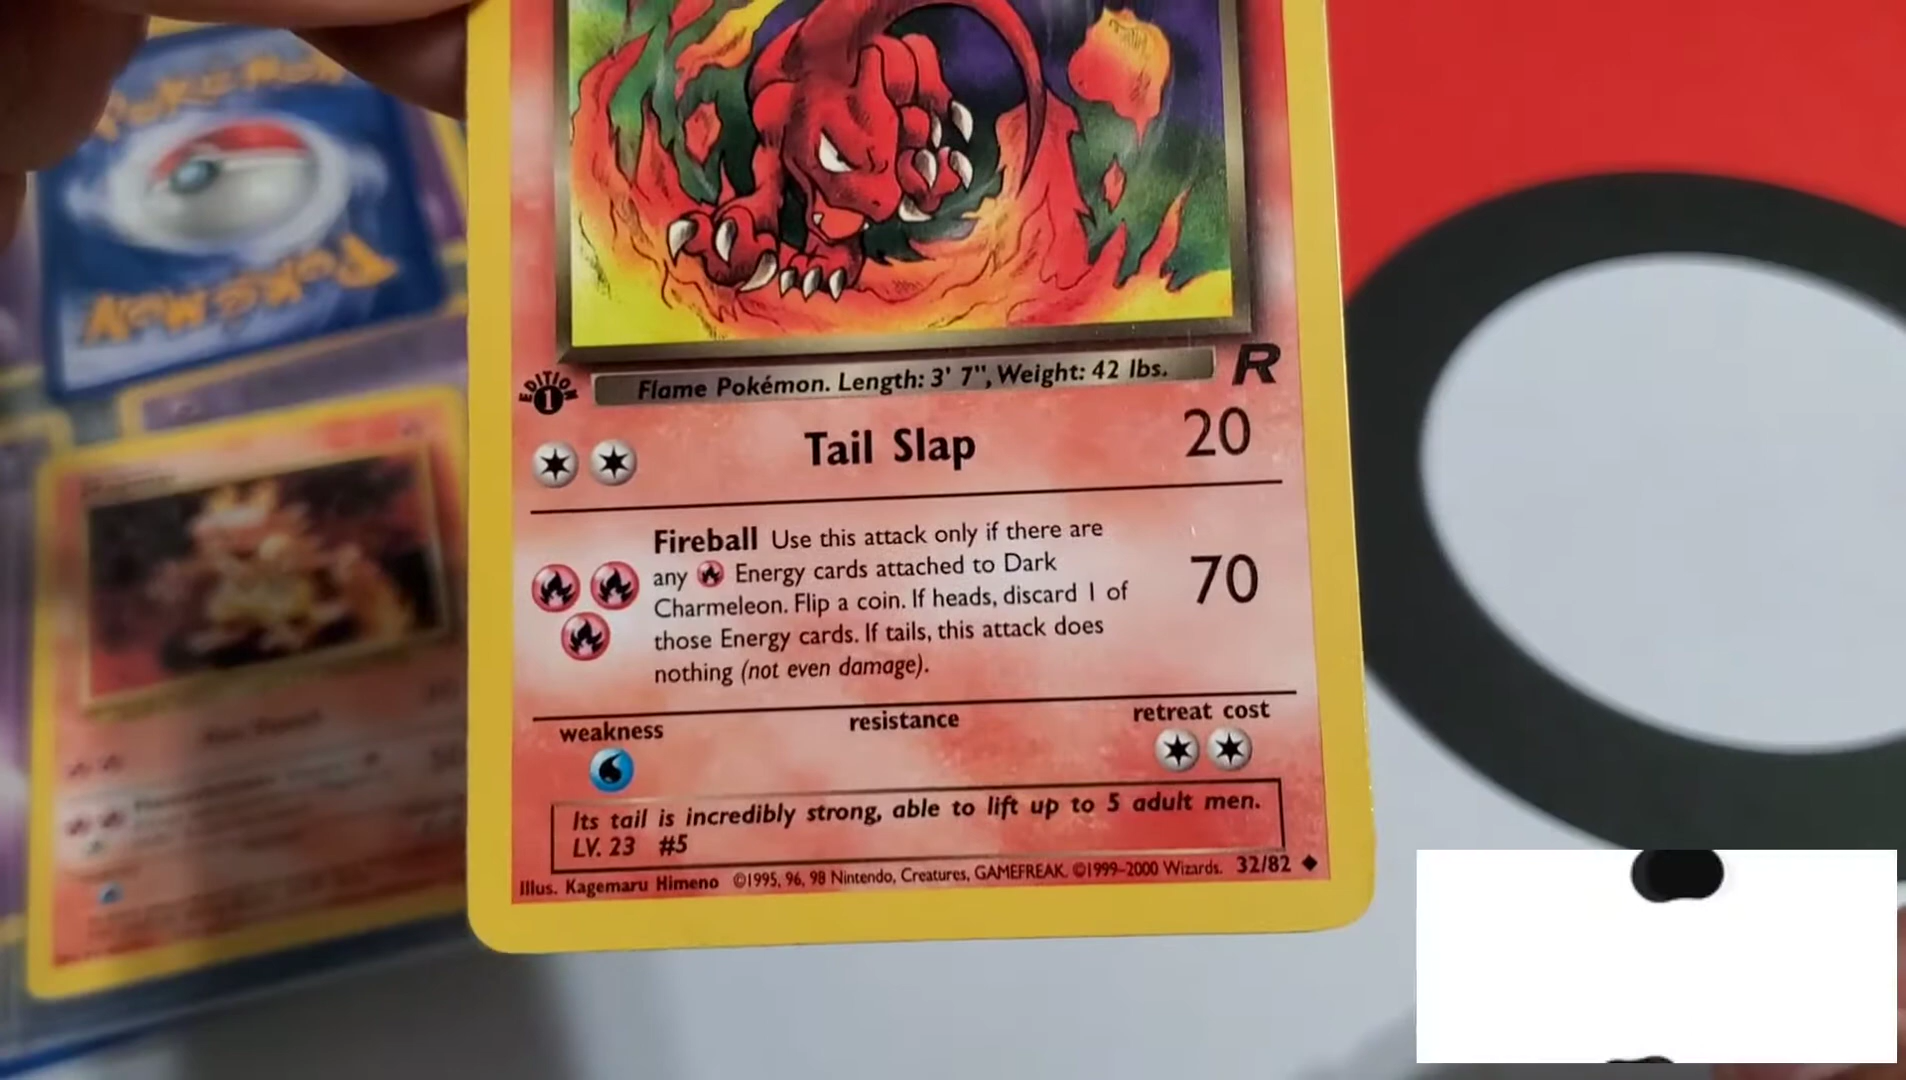 POKéMON
POKéMON
EDITION
1
Flame Pokémon. Length: 3' 7", Weight: 42 lbs.
R
Tail Slap
20
Fireball Use this attack only if there are
any Energy cards attached to Dark
Charmeleon. Flip a coin. If heads, discard 1 of
those Energy cards. If tails, this attack does
nothing (not even damage).
70
weakness
resistance
retreat cost
Its tail is incredibly strong, able to lift up to 5 adult men.
LV. 23 #5
Illus. Kagemaru Himeno ©1995, 96, 98 Nintendo, Creatures, GAMEFREAK. ©1999-2000 Wizards. 32/82